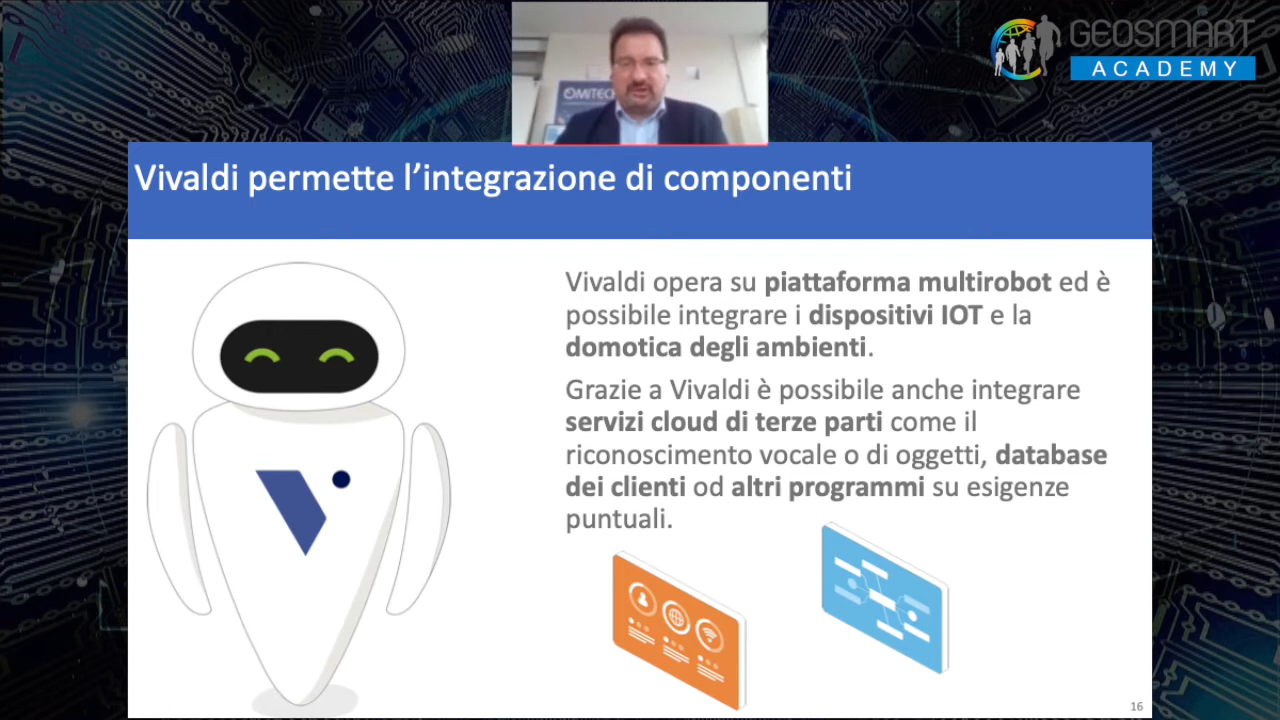 GEOSMART
ACADEMY
OMITECH
Vivaldi permette l’integrazione di componenti
Vivaldi opera su piattaforma multirobot ed è
possibile integrare i dispositivi IOT e la
domotica degli ambienti.
Grazie a Vivaldi è possibile anche integrare
servizi cloud di terze parti come il
riconoscimento vocale o di oggetti, database
dei clienti od altri programmi su esigenze
puntuali.
16